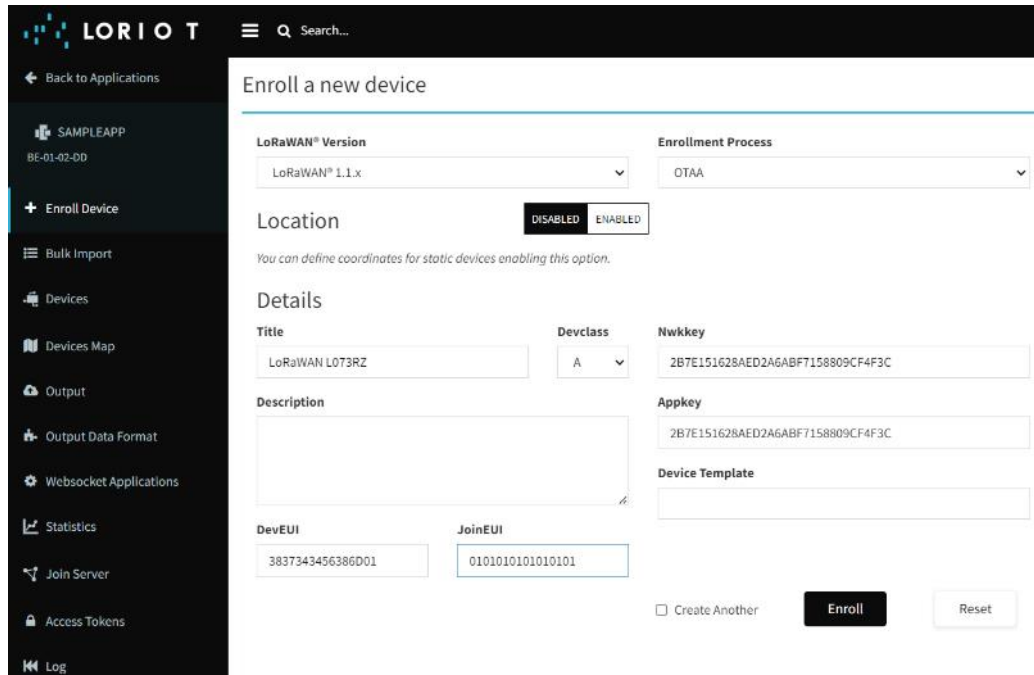 LORIOT
Search...
Back to Applications
SAMPLEAPP
BE-01-02-DD
Enroll Device
Bulk Import
Devices
Devices Map
Output
Output Data Format
Websocket Applications
Statistics
Join Server
Access Tokens
Log
Enroll a new device
LoRaWAN® Version
Enrollment Process
LoRaWAN® 1.1.x
OTAA
Location
DISABLED ENABLED
You can define coordinates for static devices enabling this option.
Details
Title
Devclass
Nwkkey
LoRaWAN L073RZ
A
2B7E151628AED2A6ABF7158809CF4F3C
Description
Appkey
2B7E151628AED2A6ABF7158809CF4F3C
Device Template
DevEUI
JoinEUI
3837343456386D01
0101010101010101
Create Another
Enroll
Reset